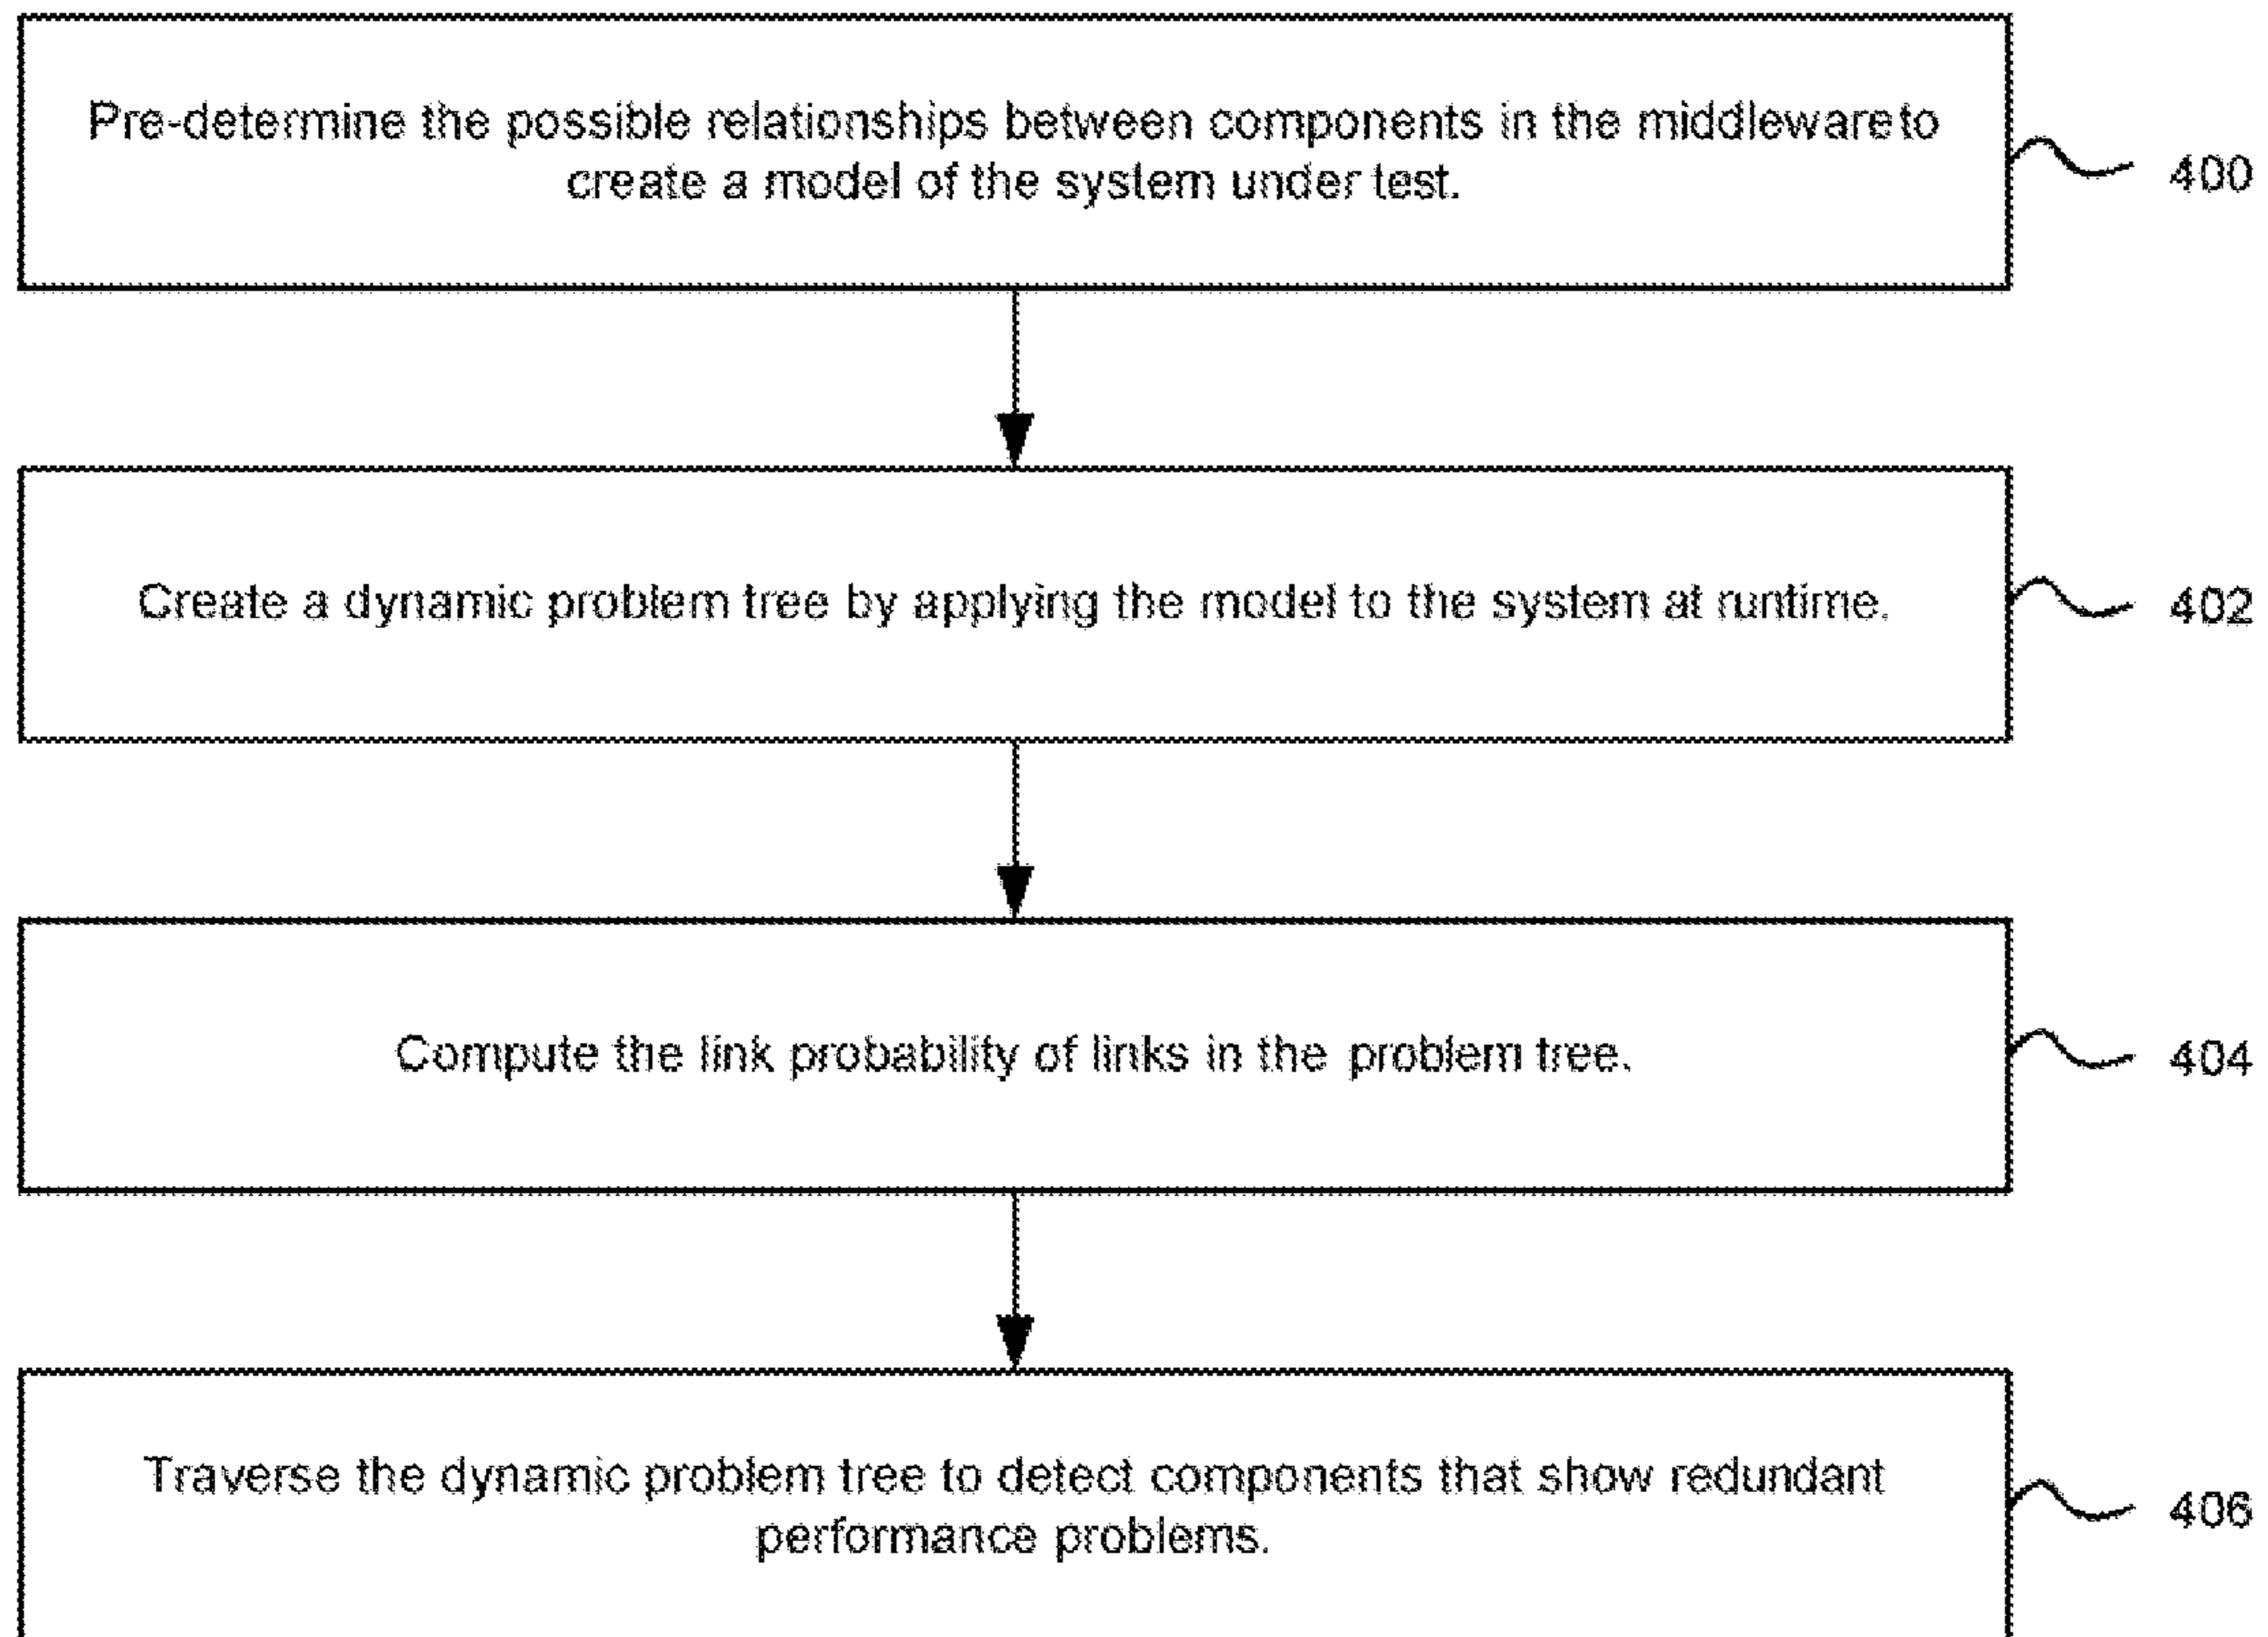 Pre-determine the possible relationships between components in the middleware to
create a model of the system under test.
400
Create a dynamic problem tree by applying the model to the system at runtime.
402
Compute the link probability of links in the problem tree.
404
Traverse the dynamic problem tree to detect components that show redundant
performance problems.
406